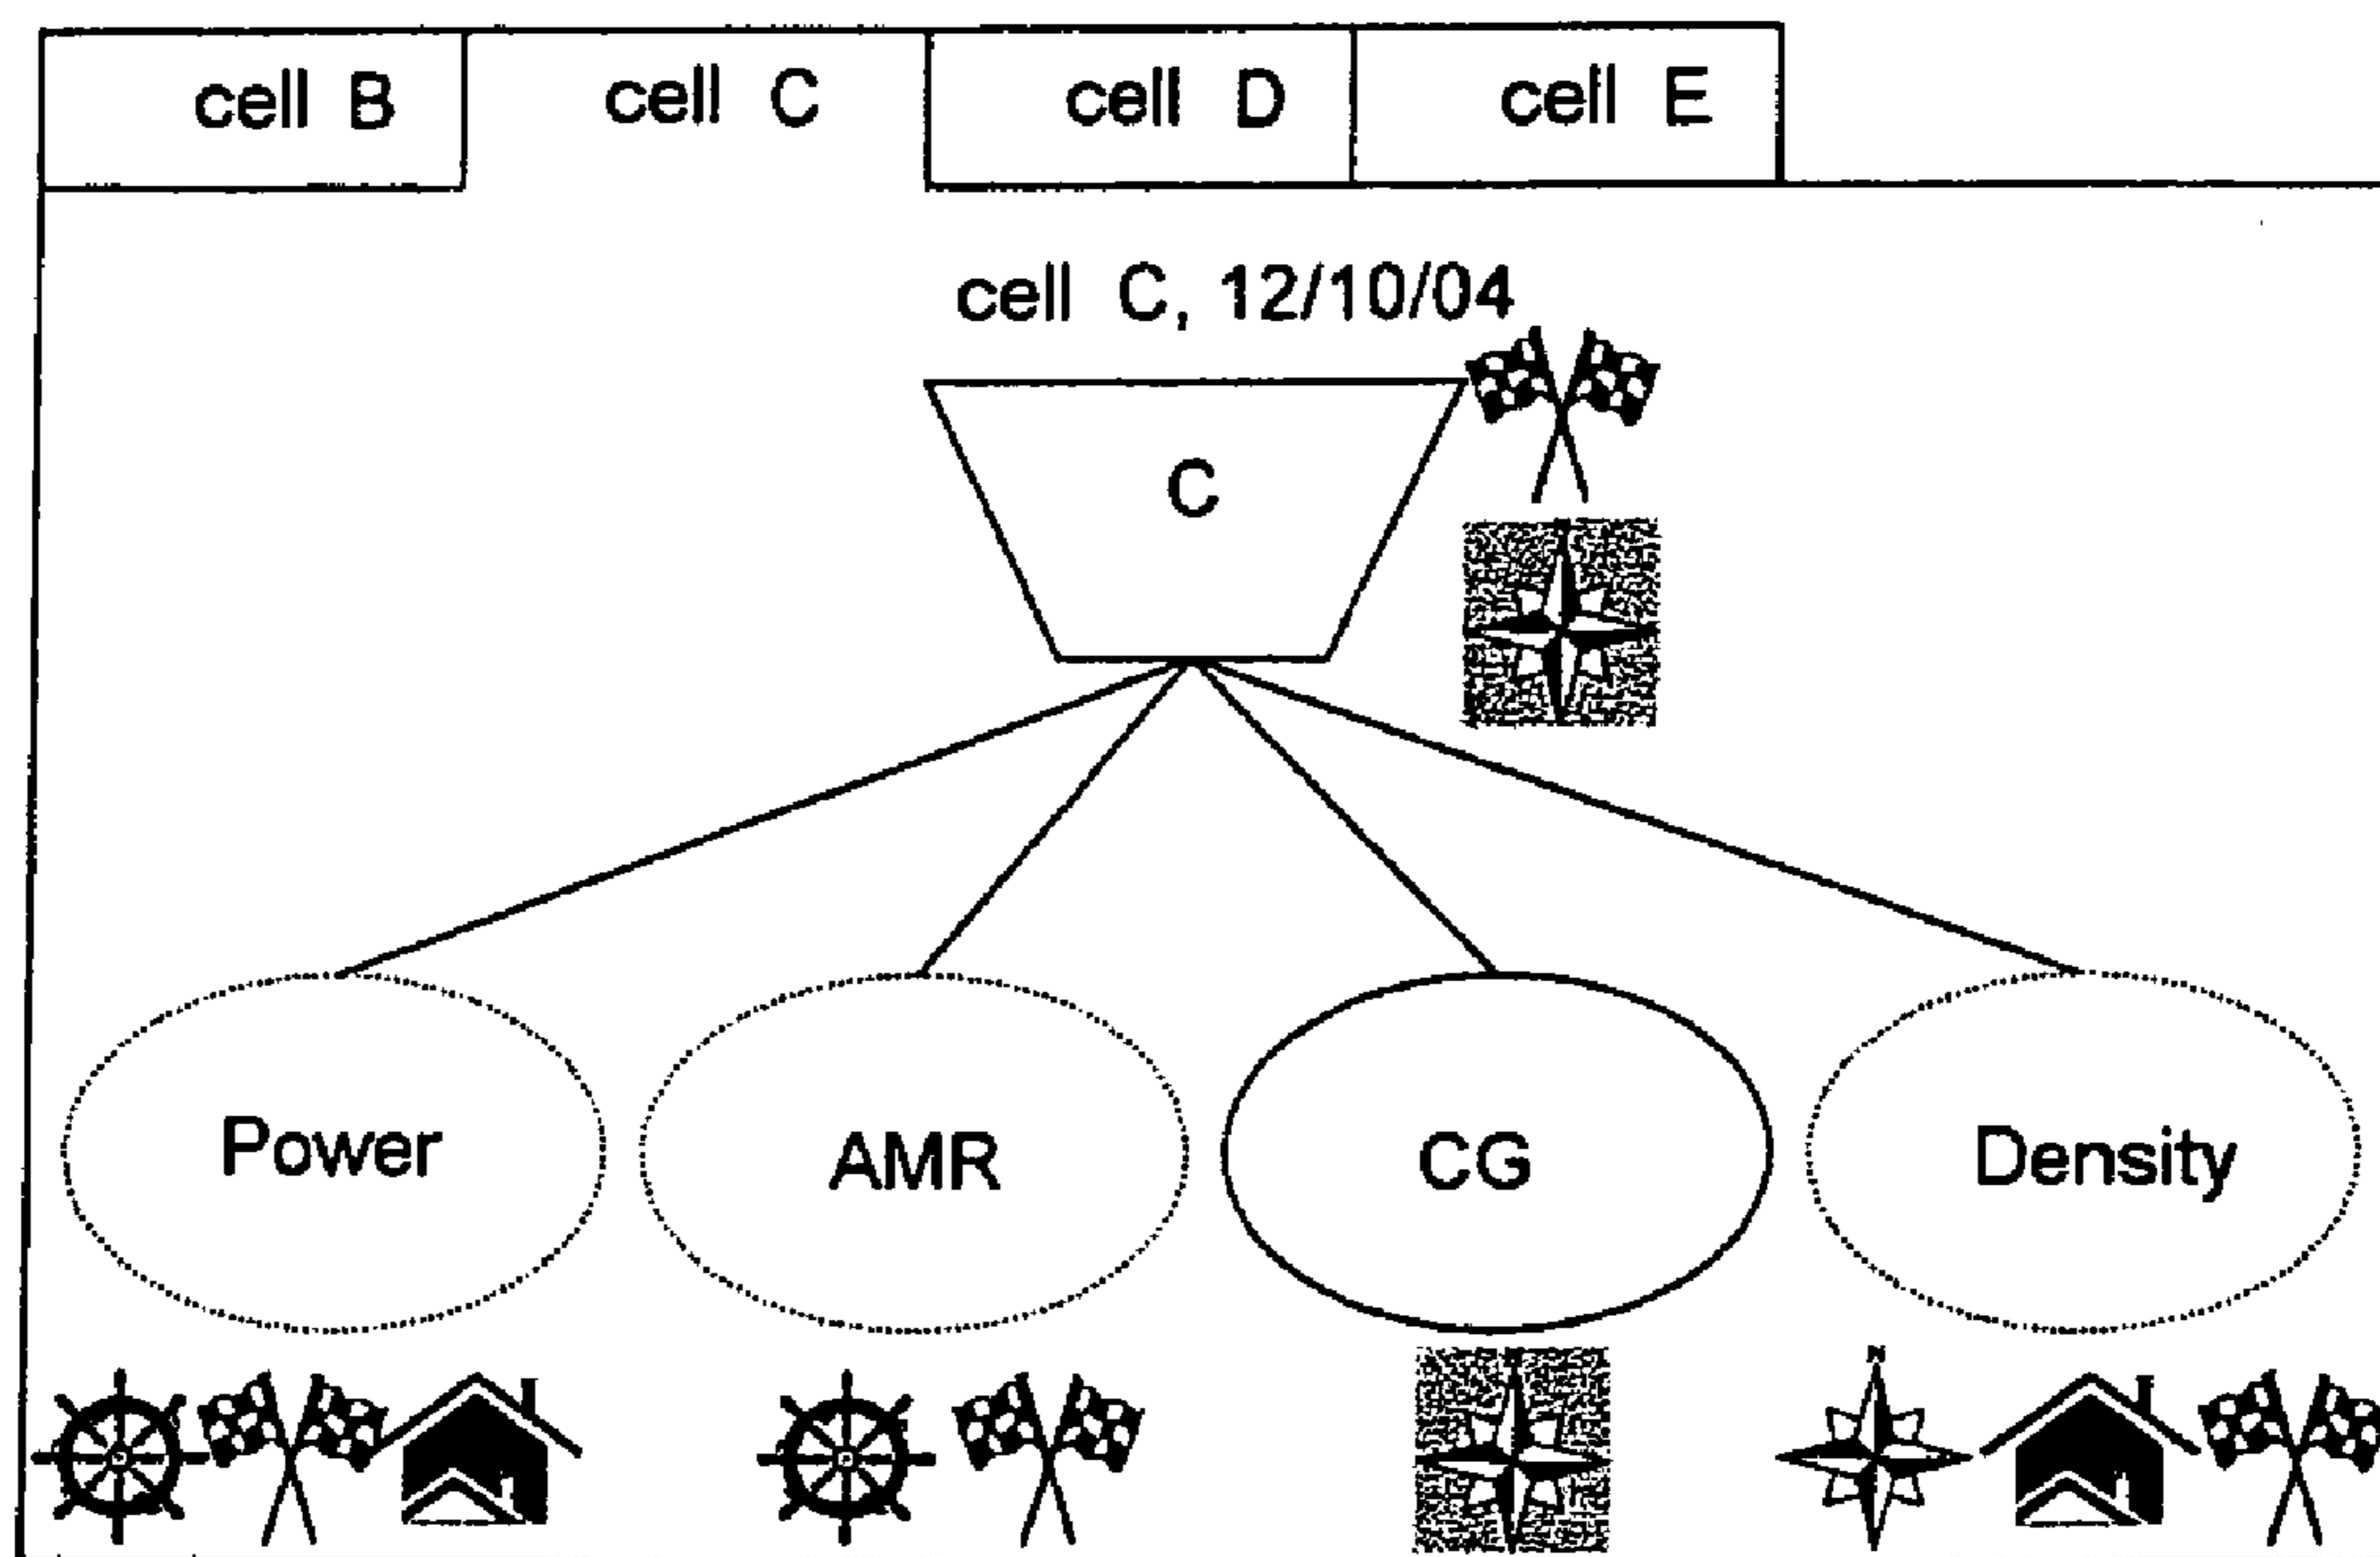 cell B cell C cell D cell E
cell C, 12/10/04
C
Power AMR CG Density
N